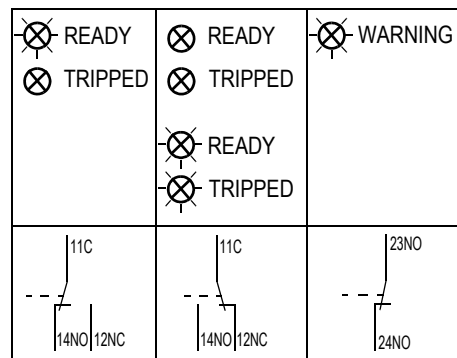 READY
TRIPPED
READY
TRIPPED
READY
TRIPPED
WARNING
11C
14NO 12NC
11C
14NO 12NC
23NO
24NO